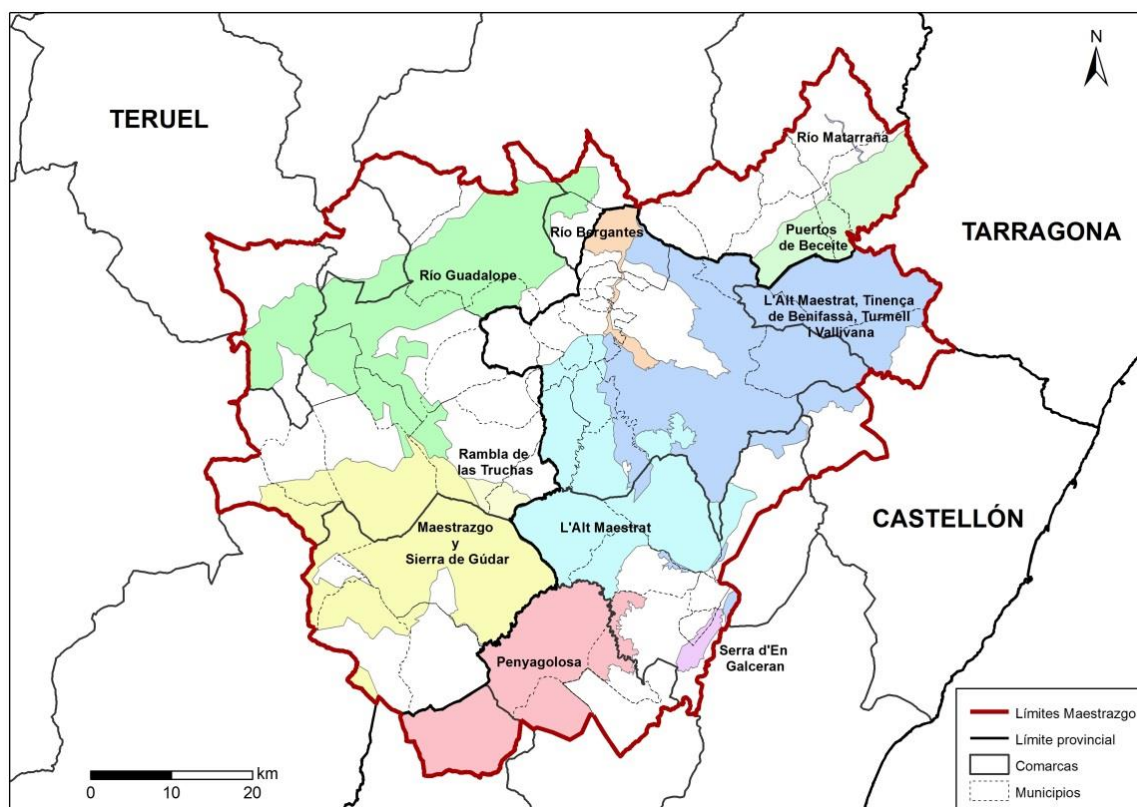 N
TERUEL
Río Matarraña
Puertos
de Beceite
TARRAGONA
Río Bergantes
Río Guadalope
L'Alt Maestrat, Tinença
de Benifassà, Turmell
i Vallivana
Rambla de
las Truchas
CASTELLÓN
Maestrazgo
y
Sierra de Gúdar
L'Alt Maestrat
Serra d'En
Galceran
Penyagolosa
Límites Maestrazgo
Límite provincial
Comarcas
Municipios
km
0 10 20